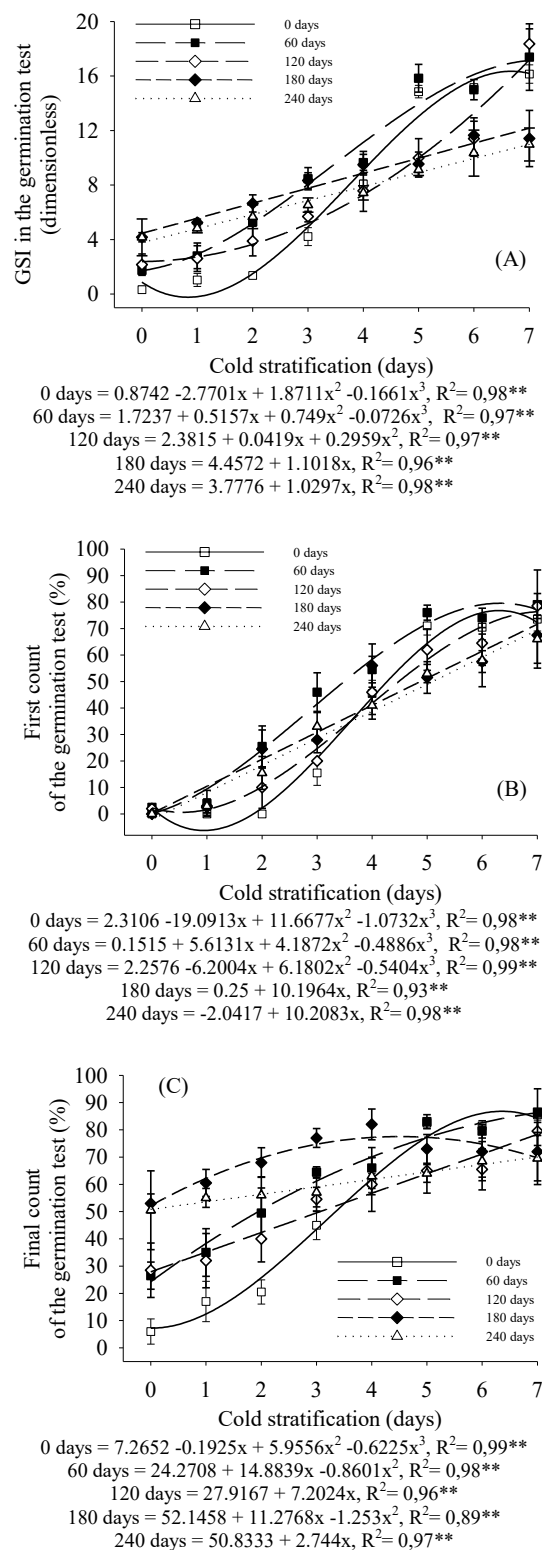 0 days
60 days
120 days
180 days
240 days
20
16
12
8
4
0
GSI in the germination test
(dimensionless)
(A)
0 1 2 3 4 5 6 7
Cold stratification (days)
0 days = 0.8742 -2.7701x + 1.8711x² -0.1661x³, R²= 0,98**
60 days = 1.7237 + 0.5157x + 0.749x² -0.0726x³, R²= 0,97**
120 days = 2.3815 + 0.0419x + 0.2959x², R²= 0,97**
180 days = 4.4572 + 1.1018x, R²= 0,96**
240 days = 3.7776 + 1.0297x, R²= 0,98**
0 days
60 days
120 days
180 days
240 days
100
90
80
70
60
50
40
30
20
10
0
First count
of the germination test (%)
(B)
0 1 2 3 4 5 6 7
Cold stratification (days)
0 days = 2.3106 -19.0913x + 11.6677x² -1.0732x³, R²= 0,98**
60 days = 0.1515 + 5.6131x + 4.1872x² -0.4886x³, R²= 0,98**
120 days = 2.2576 -6.2004x + 6.1802x² -0.5404x³, R²= 0,99**
180 days = 0.25 + 10.1964x, R²= 0,93**
240 days = -2.0417 + 10.2083x, R²= 0,98**
(C)
100
90
80
70
60
50
40
30
20
10
0
Final count
of the germination test (%)
0 days
60 days
120 days
180 days
240 days
0 1 2 3 4 5 6 7
Cold stratification (days)
0 days = 7.2652 -0.1925x + 5.9556x² -0.6225x³, R²= 0,99**
60 days = 24.2708 + 14.8839x -0.8601x², R²= 0,98**
120 days = 27.9167 + 7.2024x, R²= 0,96**
180 days = 52.1458 + 11.2768x -1.253x², R²= 0,89**
240 days = 50.8333 + 2.744x, R²= 0,97**